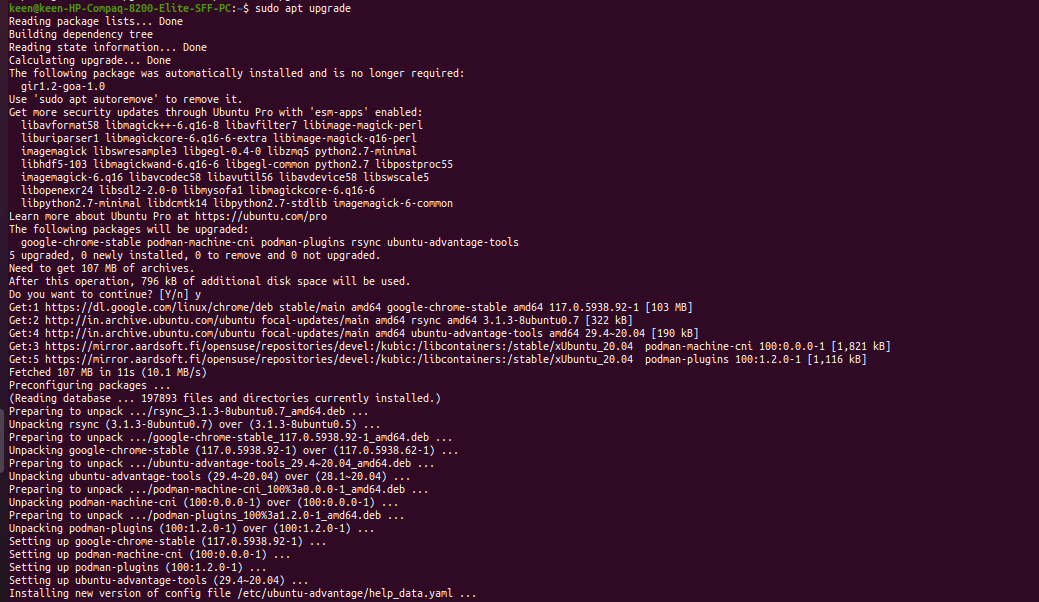 keen@keen-HP-Compaq-8200-Elite-SFF-PC:~$ sudo apt upgrade
Reading package lists... Done
Building dependency tree
Reading state information... Done
Calculating upgrade... Done
The following package was automatically installed and is no longer required:
  gir1.2-goa-1.0
Use 'sudo apt autoremove' to remove it.
Get more security updates through Ubuntu Pro with 'esm-apps' enabled:
  libavformat58 libmagick++-6.q16-8 libavfilter7 libimage-magick-perl
  liburiparser1 libmagickcore-6.q16-6-extra libimage-magick-q16-perl
  imagemagick libswresample3 libgegl-0.4-0 libzmq5 python2.7-minimal
  libhdf5-103 libmagickwand-6.q16-6 libgegl-common python2.7 libpostproc55
  imagemagick-6.q16 libavcodec58 libavutil56 libavdevice58 libswscale5
  libopenexr24 libsdl2-2.0-0 libmysofa1 libmagickcore-6.q16-6
  libpython2.7-minimal libdcmtk14 libpython2.7-stdlib imagemagick-6-common
Learn more about Ubuntu Pro at https://ubuntu.com/pro
The following packages will be upgraded:
  google-chrome-stable podman-machine-cni podman-plugins rsync ubuntu-advantage-tools
5 upgraded, 0 newly installed, 0 to remove and 0 not upgraded.
Need to get 107 MB of archives.
After this operation, 796 kB of additional disk space will be used.
Do you want to continue? [Y/n] y
Get:1 https://dl.google.com/linux/chrome/deb stable/main amd64 google-chrome-stable amd64 117.0.5938.92-1 [103 MB]
Get:2 http://in.archive.ubuntu.com/ubuntu focal-updates/main amd64 rsync amd64 3.1.3-8ubuntu0.7 [322 kB]
Get:4 http://in.archive.ubuntu.com/ubuntu focal-updates/main amd64 ubuntu-advantage-tools amd64 29.4~20.04 [190 kB]
Get:3 https://mirror.aardsoft.fi/opensuse/repositories/devel:/kubic:/libcontainers:/stable/xUbuntu_20.04  podman-machine-cni 100:0.0.0-1 [1,821 kB]
Get:5 https://mirror.aardsoft.fi/opensuse/repositories/devel:/kubic:/libcontainers:/stable/xUbuntu_20.04  podman-plugins 100:1.2.0-1 [1,116 kB]
Fetched 107 MB in 11s (10.1 MB/s)
Preconfiguring packages ...
(Reading database ... 197893 files and directories currently installed.)
Preparing to unpack .../rsync_3.1.3-8ubuntu0.7_amd64.deb ...
Unpacking rsync (3.1.3-8ubuntu0.7) over (3.1.3-8ubuntu0.5) ...
Preparing to unpack .../google-chrome-stable_117.0.5938.92-1_amd64.deb ...
Unpacking google-chrome-stable (117.0.5938.92-1) over (117.0.5938.62-1) ...
Preparing to unpack .../ubuntu-advantage-tools_29.4~20.04_amd64.deb ...
Unpacking ubuntu-advantage-tools (29.4~20.04) over (28.1~20.04) ...
Preparing to unpack .../podman-machine-cni_100%3a0.0.0-1_amd64.deb ...
Unpacking podman-machine-cni (100:0.0.0-1) over (100:0.0.0-1) ...
Preparing to unpack .../podman-plugins_100%3a1.2.0-1_amd64.deb ...
Unpacking podman-plugins (100:1.2.0-1) over (100:1.2.0-1) ...
Setting up google-chrome-stable (117.0.5938.92-1) ...
Setting up podman-machine-cni (100:0.0.0-1) ...
Setting up podman-plugins (100:1.2.0-1) ...
Setting up ubuntu-advantage-tools (29.4~20.04) ...
Installing new version of config file /etc/ubuntu-advantage/help_data.yaml ...